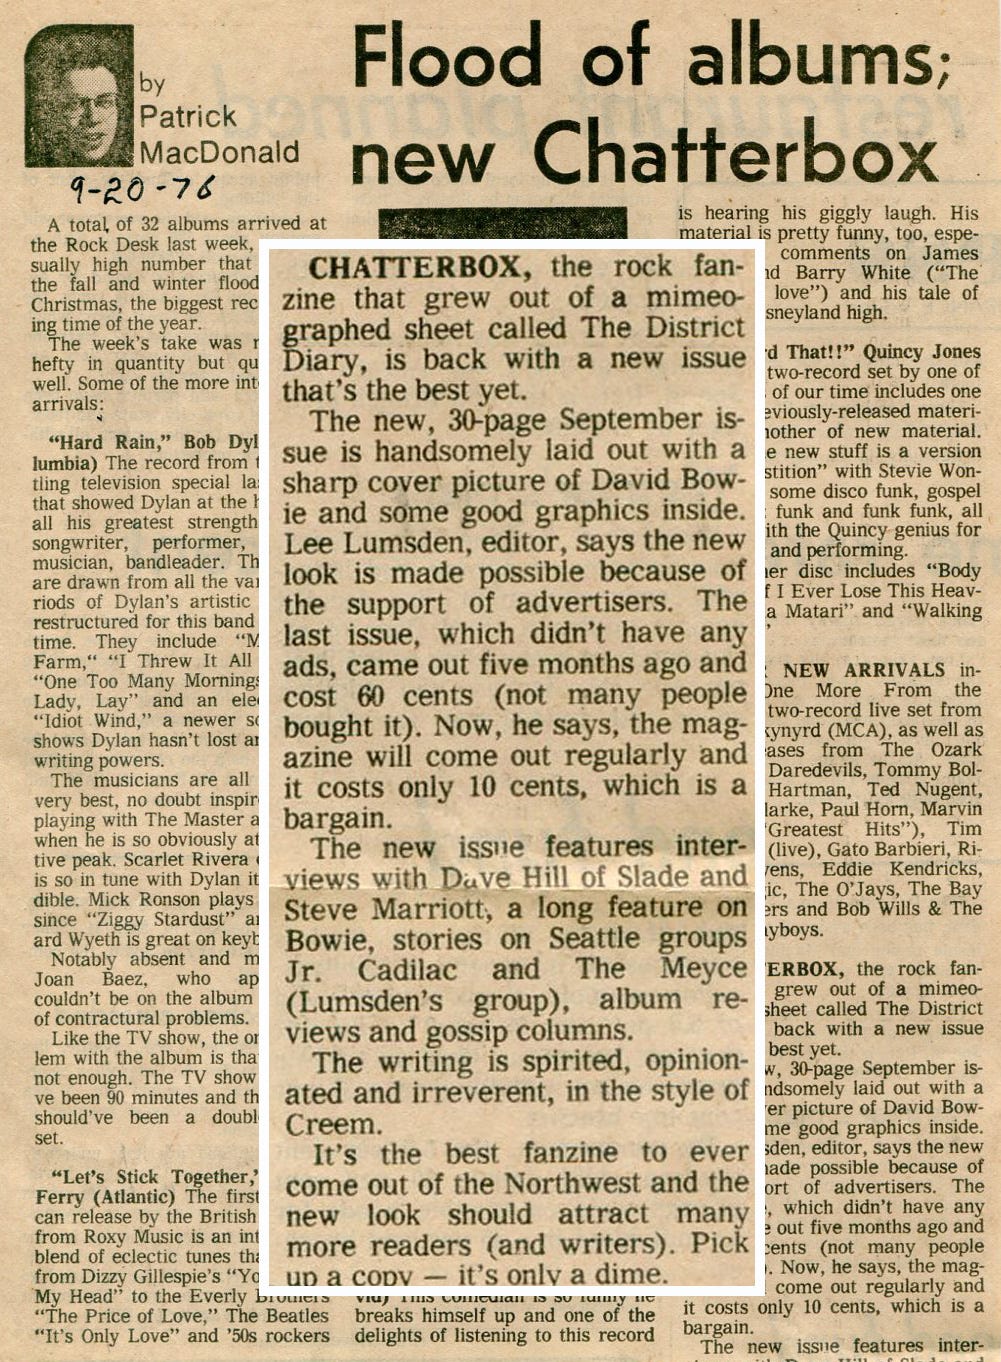 by
Patrick
MacDonald
9-20-76
Flood of albums;
new Chatterbox
A total of 32 albums arrived at
the Rock Desk last week,
sually high number that
the fall and winter flood
Christmas, the biggest rec
ing time of the year.
The week's take was
hefty in quantity but qu
well. Some of the more int
arrivals:
“Hard Rain,” Bob Dyl
lumbia) The record from
tling television special la
that showed Dylan at the
all his greatest strength
songwriter, performer,
musician, bandleader. Th
are drawn from all the va
riods of Dylan's artistic
restructured for this band
time. They include “M
Farm,“ “I Threw It All
“One Too Many Mornings
Lady, Lay” and an ele
“Idiot Wind,” a newer so
shows Dylan hasn't lost a
writing powers.
The musicians are all
very best, no doubt inspir
playing with The Master a
when he is so obviously at
tive peak. Scarlet Rivera
is so in tune with Dylan it
dible. Mick Ronson plays
since “Ziggy Stardust” a
ard Wyeth is great on keyb
Notably absent and m
Joan Baez, who ap
couldn't be on the album
of contractural problems.
Like the TV show, the or
lem with the album is tha
not enough. The TV show
ve been 90 minutes and th
should've been a doubl
set.
“Let's Stick Together,”
Ferry (Atlantic) The first
can release by the British
from Roxy Music is an int
blend of eclectic tunes tha
from Dizzy Gillespie's “Yo
My Head” to the Everly Brothers
“The Price of Love,” The Beatles
“It's Only Love” and '50s rockers
CHATTERBOX, the rock fan-
zine that grew out of a mimeo-
graphed sheet called The District
Diary, is back with a new issue
that's the best yet.
The new, 30-page September is-
sue is handsomely laid out with a
sharp cover picture of David Bow-
ie and some good graphics inside.
Lee Lumsden, editor, says the new
look is made possible because of
the support of advertisers. The
last issue, which didn't have any
ads, came out five months ago and
cost 60 cents (not many people
bought it). Now, he says, the mag-
azine will come out regularly and
it costs only 10 cents, which is a
bargain.
The new issue features inter-
views with Dave Hill of Slade and
Steve Marriott, a long feature on
Bowie, stories on Seattle groups
Jr. Cadilac and The Meyce
(Lumsden's group), album re-
views and gossip columns.
The writing is spirited, opinion-
ated and irreverent, in the style of
Creem.
It's the best fanzine to ever
come out of the Northwest and the
new look should attract many
more readers (and writers). Pick
up a copy — it's only a dime.
vid) This comedian is so funny he
breaks himself up and one of the
delights of listening to this record
is hearing his giggly laugh. His
material is pretty funny, too, espe-
comments on James
nd Barry White (“The
love”) and his tale of
sneyland high.
d That!!” Quincy Jones
two-record set by one of
of our time includes one
eviously-released materi-
nother of new material.
e new stuff is a version
stition” with Stevie Won-
some disco funk, gospel
funk and funk funk, all
ith the Quincy genius for
and performing.
er disc includes “Body
f I Ever Lose This Heav-
a Matari” and “Walking
”
NEW ARRIVALS in-
One More From the
two-record live set from
kynyrd (MCA), as well as
eases from The Ozark
Daredevils, Tommy Bol-
Hartman, Ted Nugent,
larke, Paul Horn, Marvin
“Greatest Hits”), Tim
(live), Gato Barbieri, Ri-
vens, Eddie Kendricks,
ic, The O'Jays, The Bay
ers and Bob Wills & The
yboys.
ERBOX, the rock fan-
grew out of a mimeo-
sheet called The District
back with a new issue
best yet.
w, 30-page September is-
ndsomely laid out with a
er picture of David Bow-
me good graphics inside.
sden, editor, says the new
ade possible because of
ort of advertisers. The
, which didn't have any
e out five months ago and
cents (not many people
). Now, he says, the mag-
come out regularly and
it costs only 10 cents, which is a
bargain.
The new issue features inter-